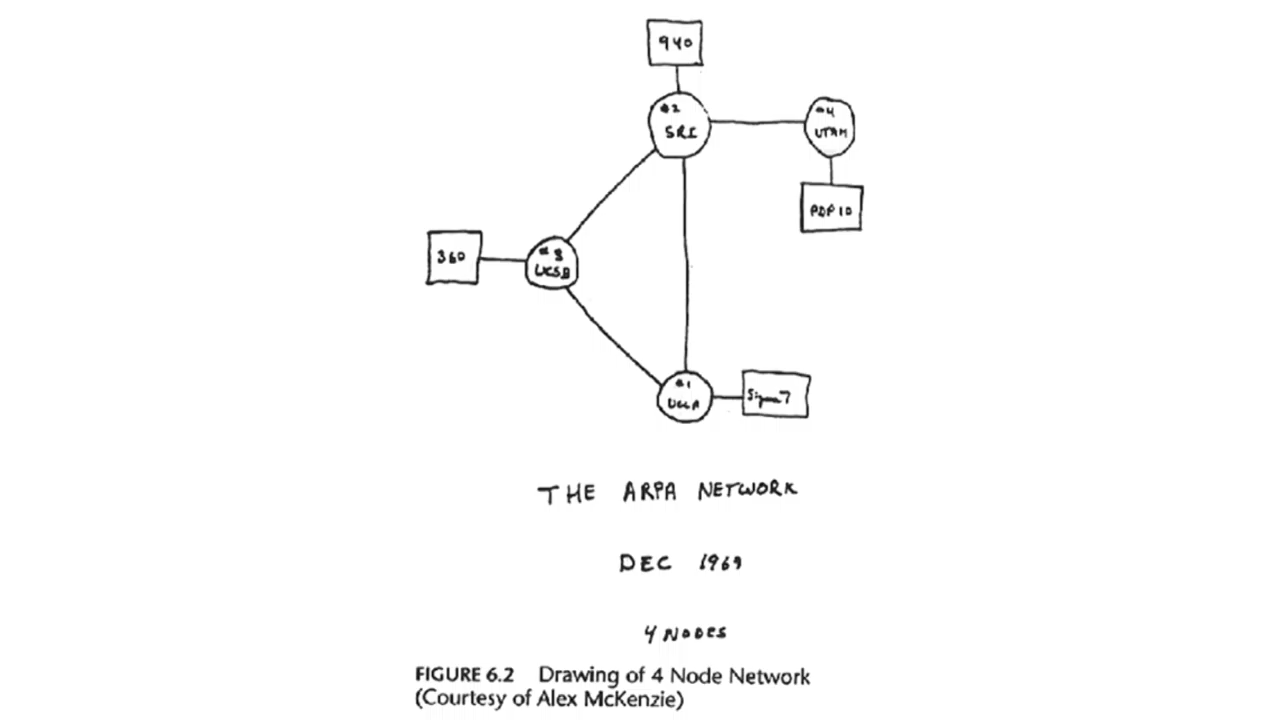 940
#2
SRI
#4
UTAH
PDP 10
360
#3
UCSB
#1
UCLA
Sigma 7
THE ARPA NETWORK
DEC 1969
4 NODES
FIGURE 6.2 Drawing of 4 Node Network
(Courtesy of Alex McKenzie)